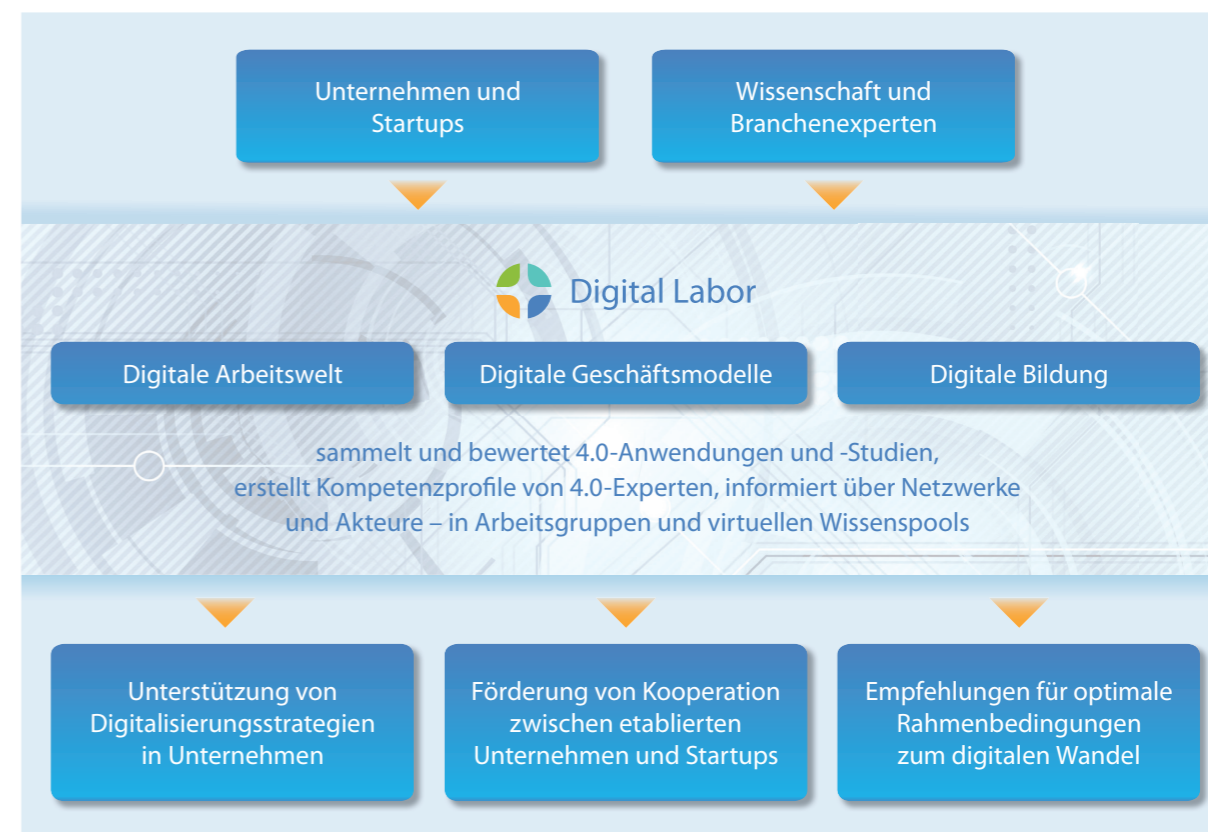 Unternehmen und
Startups
Wissenschaft und
Branchenexperten
Digital Labor
Digitale Arbeitswelt
Digitale Geschäftsmodelle
Digitale Bildung
sammelt und bewertet 4.0-Anwendungen und -Studien,
erstellt Kompetenzprofile von 4.0-Experten, informiert über Netzwerke
und Akteure – in Arbeitsgruppen und virtuellen Wissenspools
Unterstützung von
Digitalisierungsstrategien
in Unternehmen
Förderung von Kooperation
zwischen etablierten
Unternehmen und Startups
Empfehlungen für optimale
Rahmenbedingungen
zum digitalen Wandel